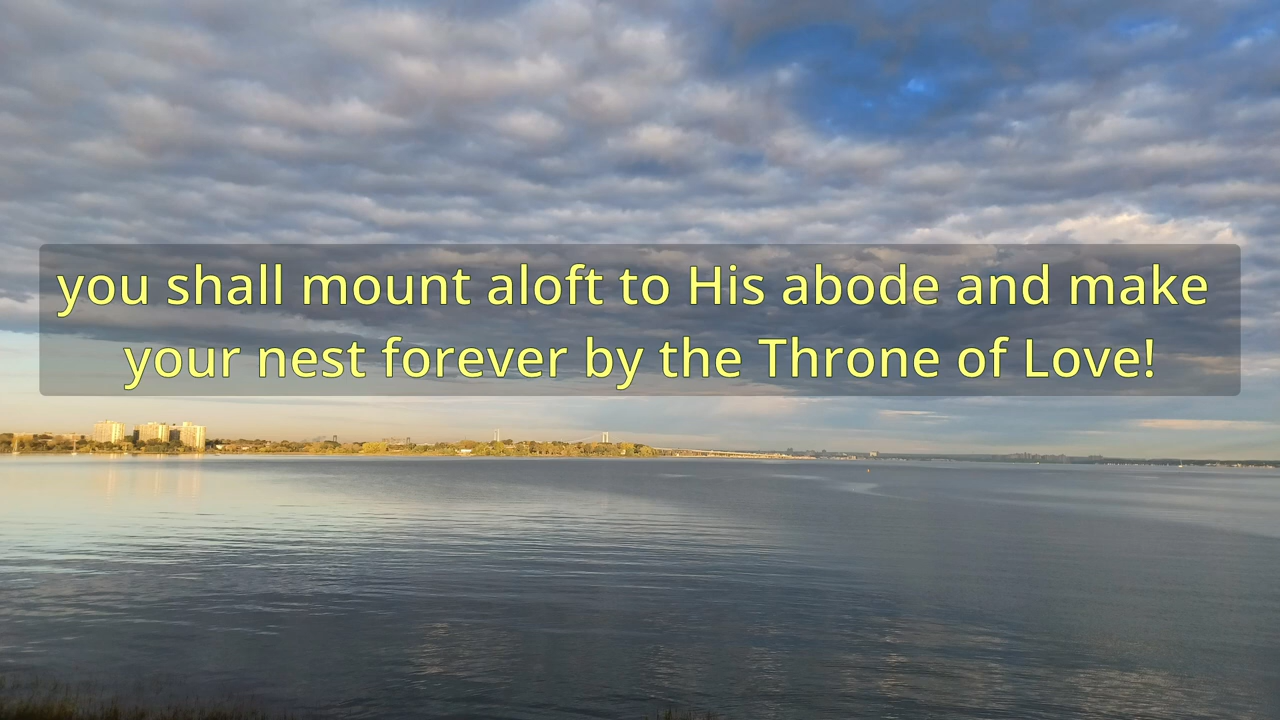 you shall mount aloft to His abode and make
your nest forever by the Throne of Love!